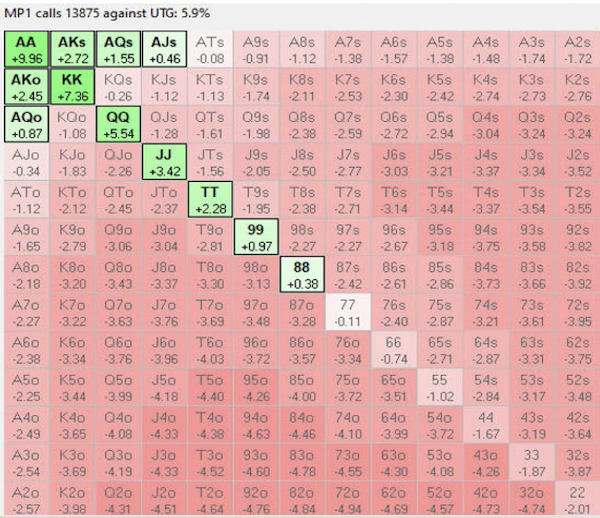 MP1 calls 13875 against UTG: 5.9%
AA AKs AQs AJs ATs A9s A8s A7s A6s A5s A4s A3s A2s
+9.96 +2.72 +1.55 +0.46 -0.08 -0.91 -1.12 -1.38 -1.57 -1.38 -1.48 -1.74 -1.72
AKo KK KQs KJs KTs K9s K8s K7s K6s K5s K4s K3s K2s
+2.45 +7.36 -0.26 -1.12 -1.13 -1.74 -2.11 -2.53 -2.30 -2.42 -2.74 -2.73 -2.76
AQo KQo QQ QJs QTs Q9s Q8s Q7s Q6s Q5s Q4s Q3s Q2s
+0.87 -1.08 +5.54 -1.28 -1.61 -1.98 -2.38 -2.59 -2.72 -2.94 -3.04 -3.24 -3.24
AJo KJo QJo JJ JTs J9s J8s J7s J6s J5s J4s J3s J2s
-0.34 -1.83 -2.26 +3.42 -1.56 -2.05 -2.50 -2.77 -3.03 -3.21 -3.37 -3.34 -3.52
ATo KTo QTo JTo TT T9s T8s T7s T6s T5s T4s T3s T2s
-1.12 -2.12 -2.45 -2.37 +2.28 -1.95 -2.38 -2.71 -3.14 -3.44 -3.37 -3.54 -3.55
A9o K9o Q9o J9o T9o 99 98s 97s 96s 95s 94s 93s 92s
-1.65 -2.79 -3.06 -3.04 -2.81 +0.97 -2.27 -2.27 -2.67 -3.18 -3.75 -3.58 -3.82
A8o K8o Q8o J8o T8o 98o 88 87s 86s 85s 84s 83s 82s
-2.18 -3.20 -3.43 -3.37 -3.30 -3.13 +0.38 -2.42 -2.61 -2.86 -3.73 -3.66 -3.92
A7o K7o Q7o J7o T7o 97o 87o 77 76s 75s 74s 73s 72s
-2.27 -3.22 -3.63 -3.76 -3.69 -3.48 -3.28 -0.11 -2.40 -2.87 -3.21 -3.61 -3.95
A6o K6o Q6o J6o T6o 96o 86o 76o 66 65s 64s 63s 62s
-2.38 -3.34 -3.76 -3.96 -4.03 -3.72 -3.57 -3.34 -0.74 -2.71 -2.87 -3.31 -3.75
A5o K5o Q5o J5o T5o 95o 85o 75o 65o 55 54s 53s 52s
-2.25 -3.44 -3.99 -4.18 -4.40 -4.26 -4.00 -3.72 -3.51 -1.02 -2.84 -3.17 -3.48
A4o K4o Q4o J4o T4o 94o 84o 74o 64o 54o 44 43s 42s
-2.49 -3.65 -4.08 -4.33 -4.38 -4.63 -4.46 -4.10 -3.99 -3.72 -1.67 -3.19 -3.64
A3o K3o Q3o J3o T3o 93o 83o 73o 63o 53o 43o 33 32s
-2.54 -3.69 -4.19 -4.33 -4.52 -4.60 -4.78 -4.55 -4.30 -4.08 -4.26 -1.87 -3.87
A2o K2o Q2o J2o T2o 92o 82o 72o 62o 52o 42o 32o 22
-2.57 -3.98 -4.31 -4.51 -4.64 -4.76 -4.84 -4.94 -4.69 -4.57 -4.73 -4.74 -2.01